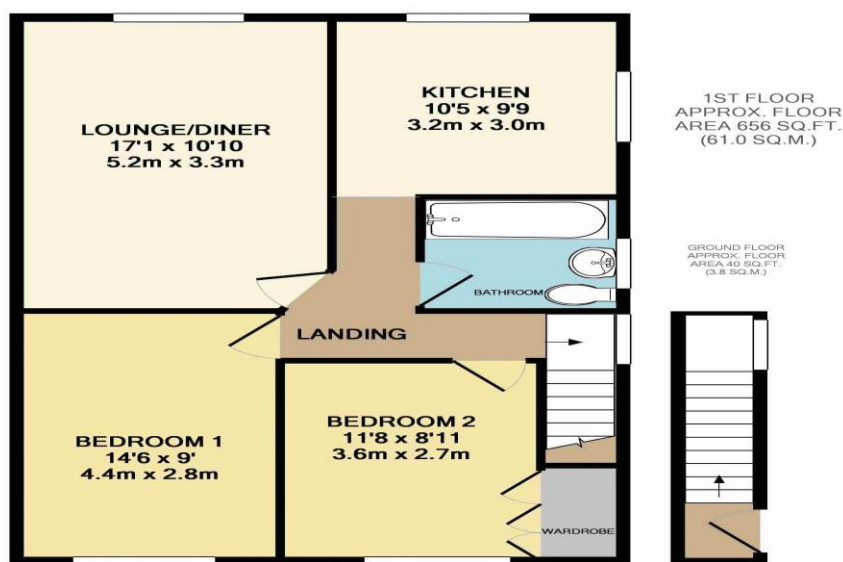 LOUNGE/DINER
17'1 x 10'10
5.2m x 3.3m
KITCHEN
10'5 x 9'9
3.2m x 3.0m
1ST FLOOR
APPROX. FLOOR
AREA 656 SQ.FT.
(61.0 SQ.M.)
GROUND FLOOR
APPROX. FLOOR
AREA 40 SQ.FT.
(3.8 SQ.M.)
BATHROOM
LANDING
BEDROOM 1
14'6 x 9'
4.4m x 2.8m
BEDROOM 2
11'8 x 8'11
3.6m x 2.7m
WARDROBE